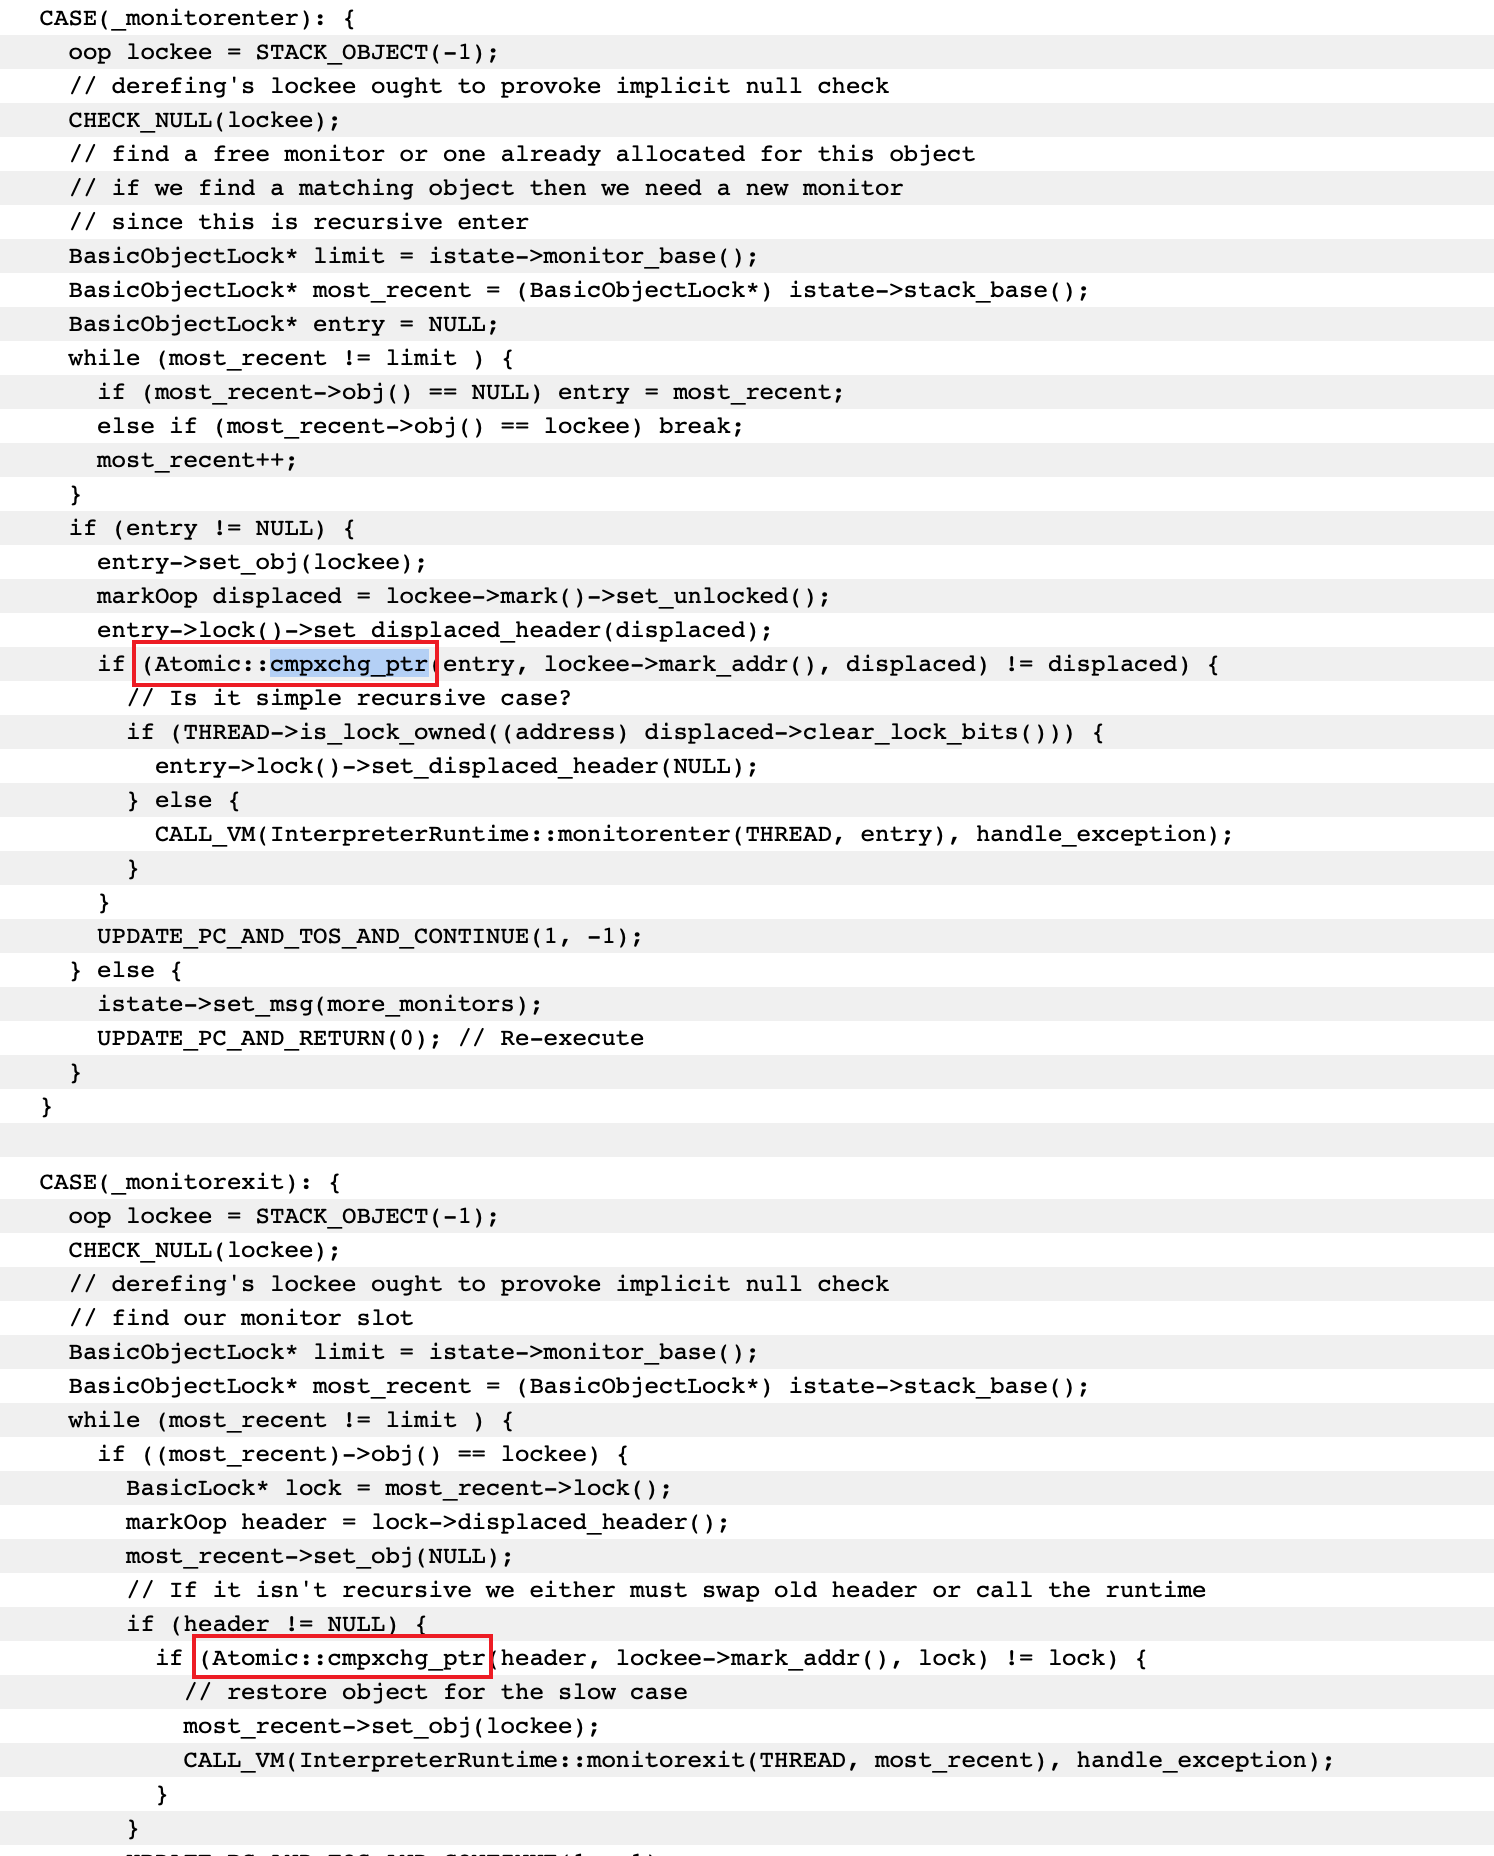 CASE(_monitorenter): {
oop lockee = STACK_OBJECT(-1);
// derefing's lockee ought to provoke implicit null check
CHECK_NULL(lockee);
// find a free monitor or one already allocated for this object
// if we find a matching object then we need a new monitor
// since this is recursive enter
BasicObjectLock* limit = istate->monitor_base();
BasicObjectLock* most_recent = (BasicObjectLock*) istate->stack_base();
BasicObjectLock* entry = NULL;
while (most_recent != limit ) {
if (most_recent->obj() == NULL) entry = most_recent;
else if (most_recent->obj() == lockee) break;
most_recent++;
}
if (entry != NULL) {
entry->set_obj(lockee);
markOop displaced = lockee->mark()->set_unlocked();
entry->lock()->set_displaced_header(displaced);
if (Atomic::cmpxchg_ptr(entry, lockee->mark_addr(), displaced) != displaced) {
// Is it simple recursive case?
if (THREAD->is_lock_owned((address) displaced->clear_lock_bits())) {
entry->lock()->set_displaced_header(NULL);
} else {
CALL_VM(InterpreterRuntime::monitorenter(THREAD, entry), handle_exception);
}
}
UPDATE_PC_AND_TOS_AND_CONTINUE(1, -1);
} else {
istate->set_msg(more_monitors);
UPDATE_PC_AND_RETURN(0); // Re-execute
}
}
CASE(_monitorexit): {
oop lockee = STACK_OBJECT(-1);
CHECK_NULL(lockee);
// derefing's lockee ought to provoke implicit null check
// find our monitor slot
BasicObjectLock* limit = istate->monitor_base();
BasicObjectLock* most_recent = (BasicObjectLock*) istate->stack_base();
while (most_recent != limit ) {
if ((most_recent)->obj() == lockee) {
BasicLock* lock = most_recent->lock();
markOop header = lock->displaced_header();
most_recent->set_obj(NULL);
// If it isn't recursive we either must swap old header or call the runtime
if (header != NULL) {
if (Atomic::cmpxchg_ptr(header, lockee->mark_addr(), lock) != lock) {
// restore object for the slow case
most_recent->set_obj(lockee);
CALL_VM(InterpreterRuntime::monitorexit(THREAD, most_recent), handle_exception);
}
}